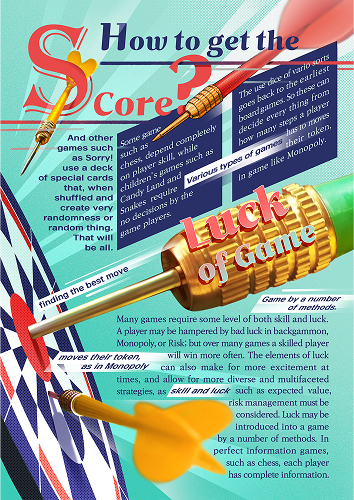 How to get the
Score?
And other
games such
as Sorry!
use a deck
of special cards
that, when
shuffled and
create very
randomness or
random thing.
That will
be all.
Some game
such as
chess, depend completely
on player skill, while
children's games such as
Candy Land and
Snakes require
no decisions by the
game players.
The use dice of vario sorts
goes back to the earliest
boardgames. So these can
decide every thing from
how many steps a player
Various types of games as to move
their token,
in game like Monopoly.
Luck
of Game
finding the best move
Game by a number
of methods.
Many games require some level of both skill and luck.
A player may be hampered by bad luck in backgammon,
Monopoly, or Risk; but over many games a skilled player
moves their token, will win more often. The elements of luck
as in Monopoly can also make for more excitement at
times, and allow for more diverse and multifaceted
strategies, as skill and luck such as expected value,
risk management must be
considered. Luck may be
introduced into a game
by a number of methods. In
perfect information games,
such as chess, each player
has complete information.